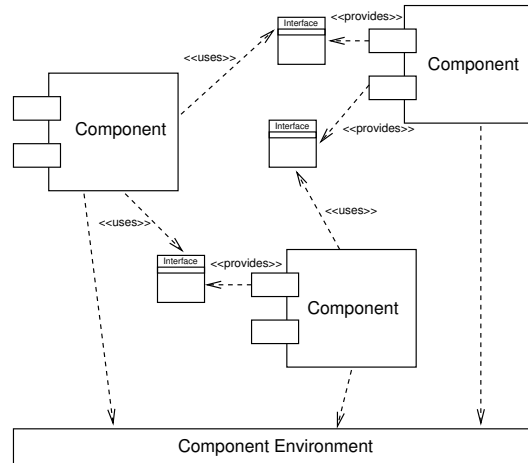 <<provides>>
Interface
<<uses>>
Component
Component
Interface
<<provides>>
<<uses>>
<<uses>>
Interface
<<provides>>
Component
Component Environment